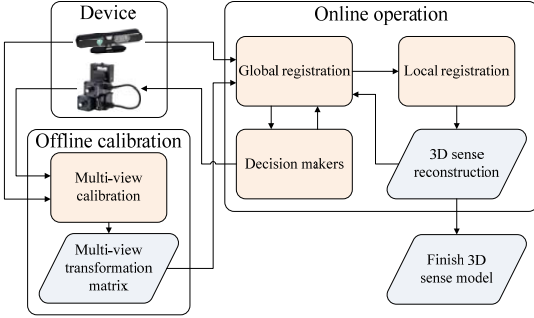 Device
Online operation
Global registration
Local registration
Offline calibration
Decision makers
3D sense
reconstruction
Multi-view
calibration
Multi-view
transformation
matrix
Finish 3D
sense model